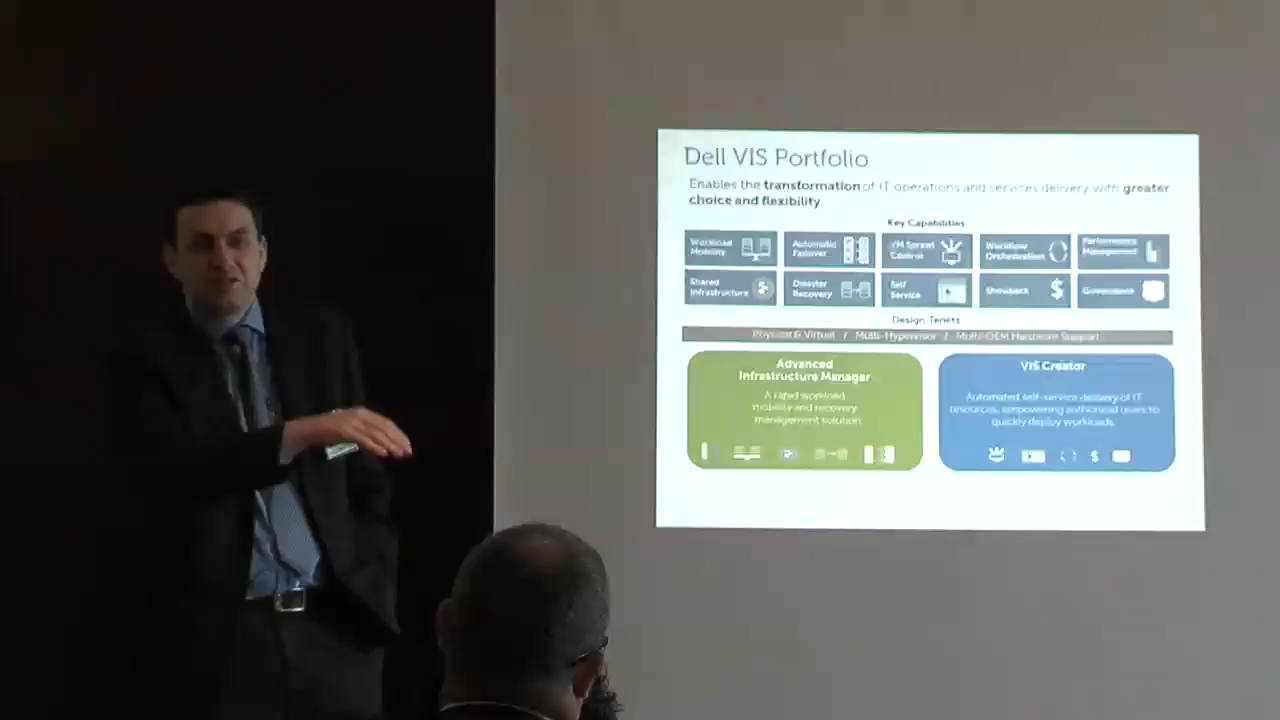 Dell VIS Portfolio
Enables the transformation of IT operations and services delivery with greater
choice and flexibility
Key Capabilities
Workload
Mobility
Automatic
Failover
VM Sprawl
Control
Workflow
Orchestration
Performance
Management
Shared
Infrastructure
Disaster
Recovery
Self
Service
Showback
$
Governance
Design Tenets
Physical & Virtual / Multi-Hypervisor / Multi-OEM Hardware Support
Advanced
Infrastructure Manager
A rapid workload
mobility and recovery
management solution
VIS Creator
Automated self-service delivery of IT
resources, empowering authorized users to
quickly deploy workloads.
$